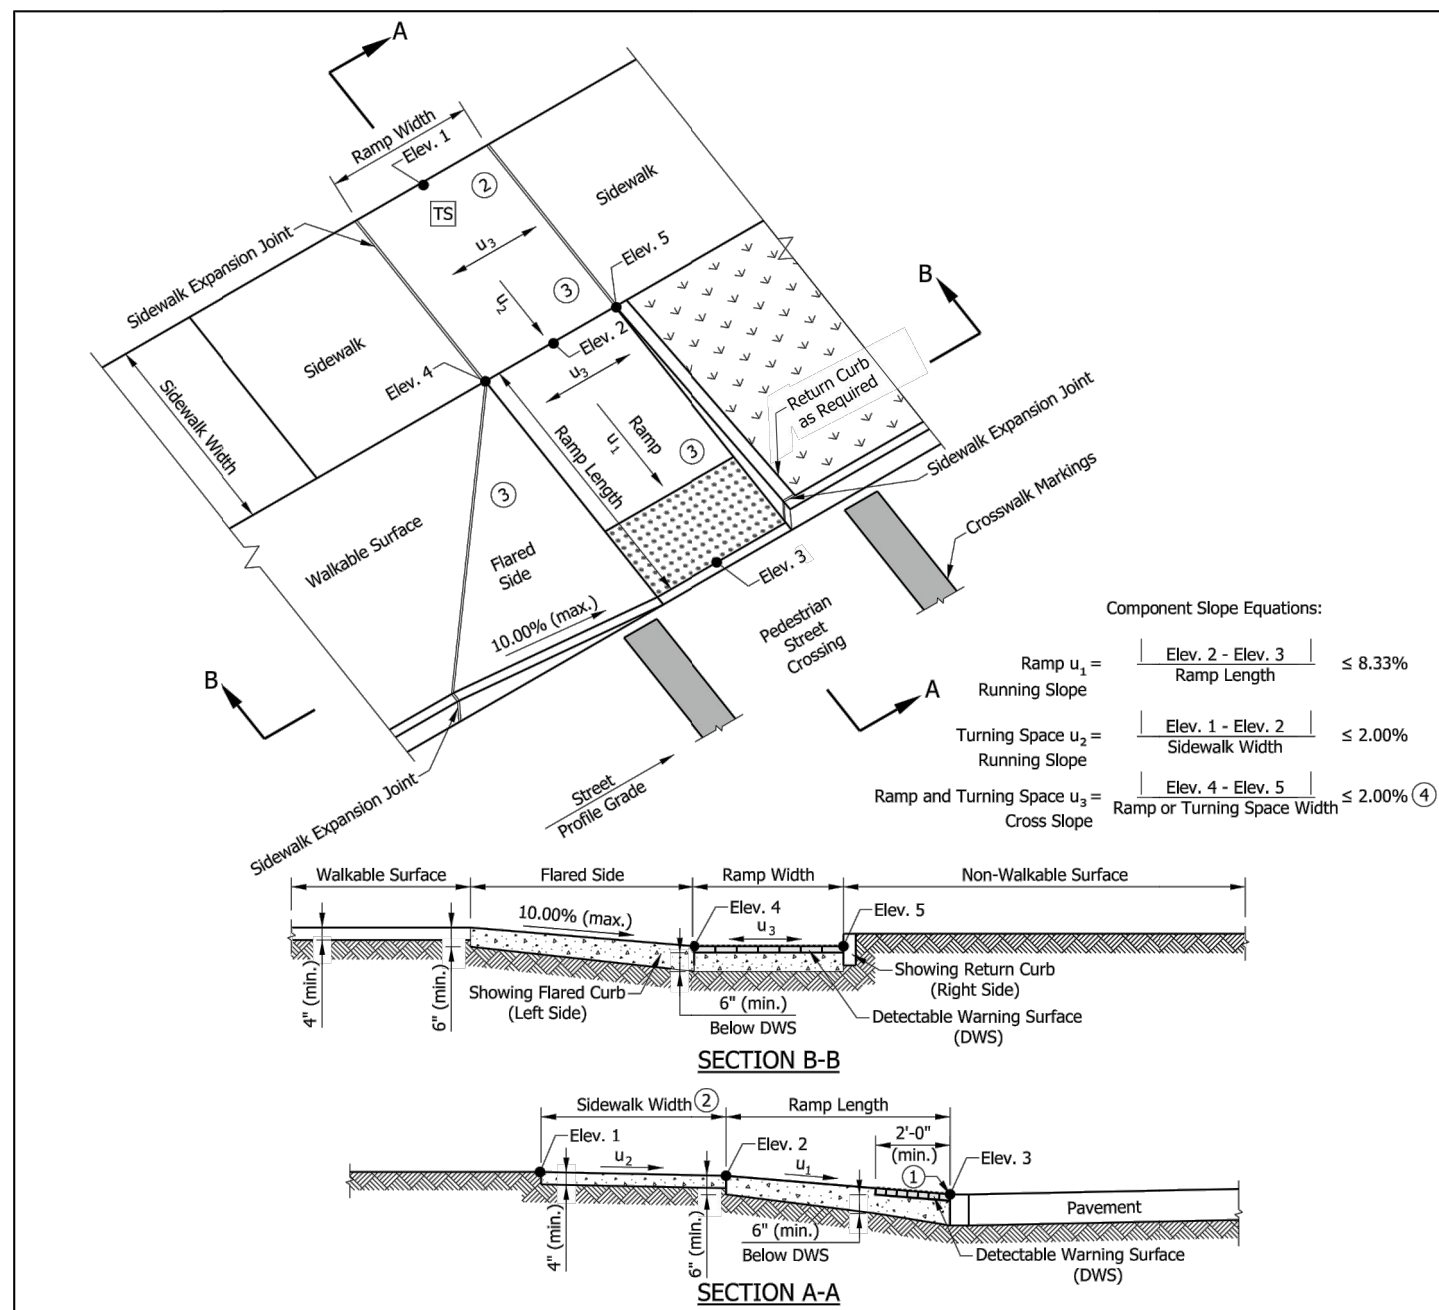 A
Ramp Width
Elev. 1
2
TS
Sidewalk
Sidewalk Expansion Joint
u3
Elev. 5
u2
3
B
Sidewalk
Elev. 2
Elev. 4
u3
Return Curb
as Required
Sidewalk Width
Ramp
u1
Ramp Length
3
Sidewalk Expansion Joint
Crosswalk Markings
3
Walkable Surface
Flared
Side
Elev. 3
10.00% (max.)
Pedestrian
Street
Crossing
B
A
Sidewalk Expansion Joint
Street
Profile Grade
Component Slope Equations:
Ramp u1 = | Elev. 2 - Elev. 3 | ≤ 8.33%
Running Slope Ramp Length
Turning Space u2 = | Elev. 1 - Elev. 2 | ≤ 2.00%
Running Slope Sidewalk Width
Ramp and Turning Space u3 = | Elev. 4 - Elev. 5 | ≤ 2.00% 4
Cross Slope Ramp or Turning Space Width
Walkable Surface Flared Side Ramp Width Non-Walkable Surface
10.00% (max.)
Elev. 4
Elev. 5
u3
4" (min.)
6" (min.)
Showing Flared Curb
(Left Side)
6" (min.)
Below DWS
Showing Return Curb
(Right Side)
Detectable Warning Surface
(DWS)
SECTION B-B
Sidewalk Width 2 Ramp Length
2'-0"
(min.)
Elev. 1
u2
Elev. 2
u1
1
Elev. 3
Pavement
4" (min.)
6" (min.)
6" (min.)
Below DWS
Detectable Warning Surface
(DWS)
SECTION A-A